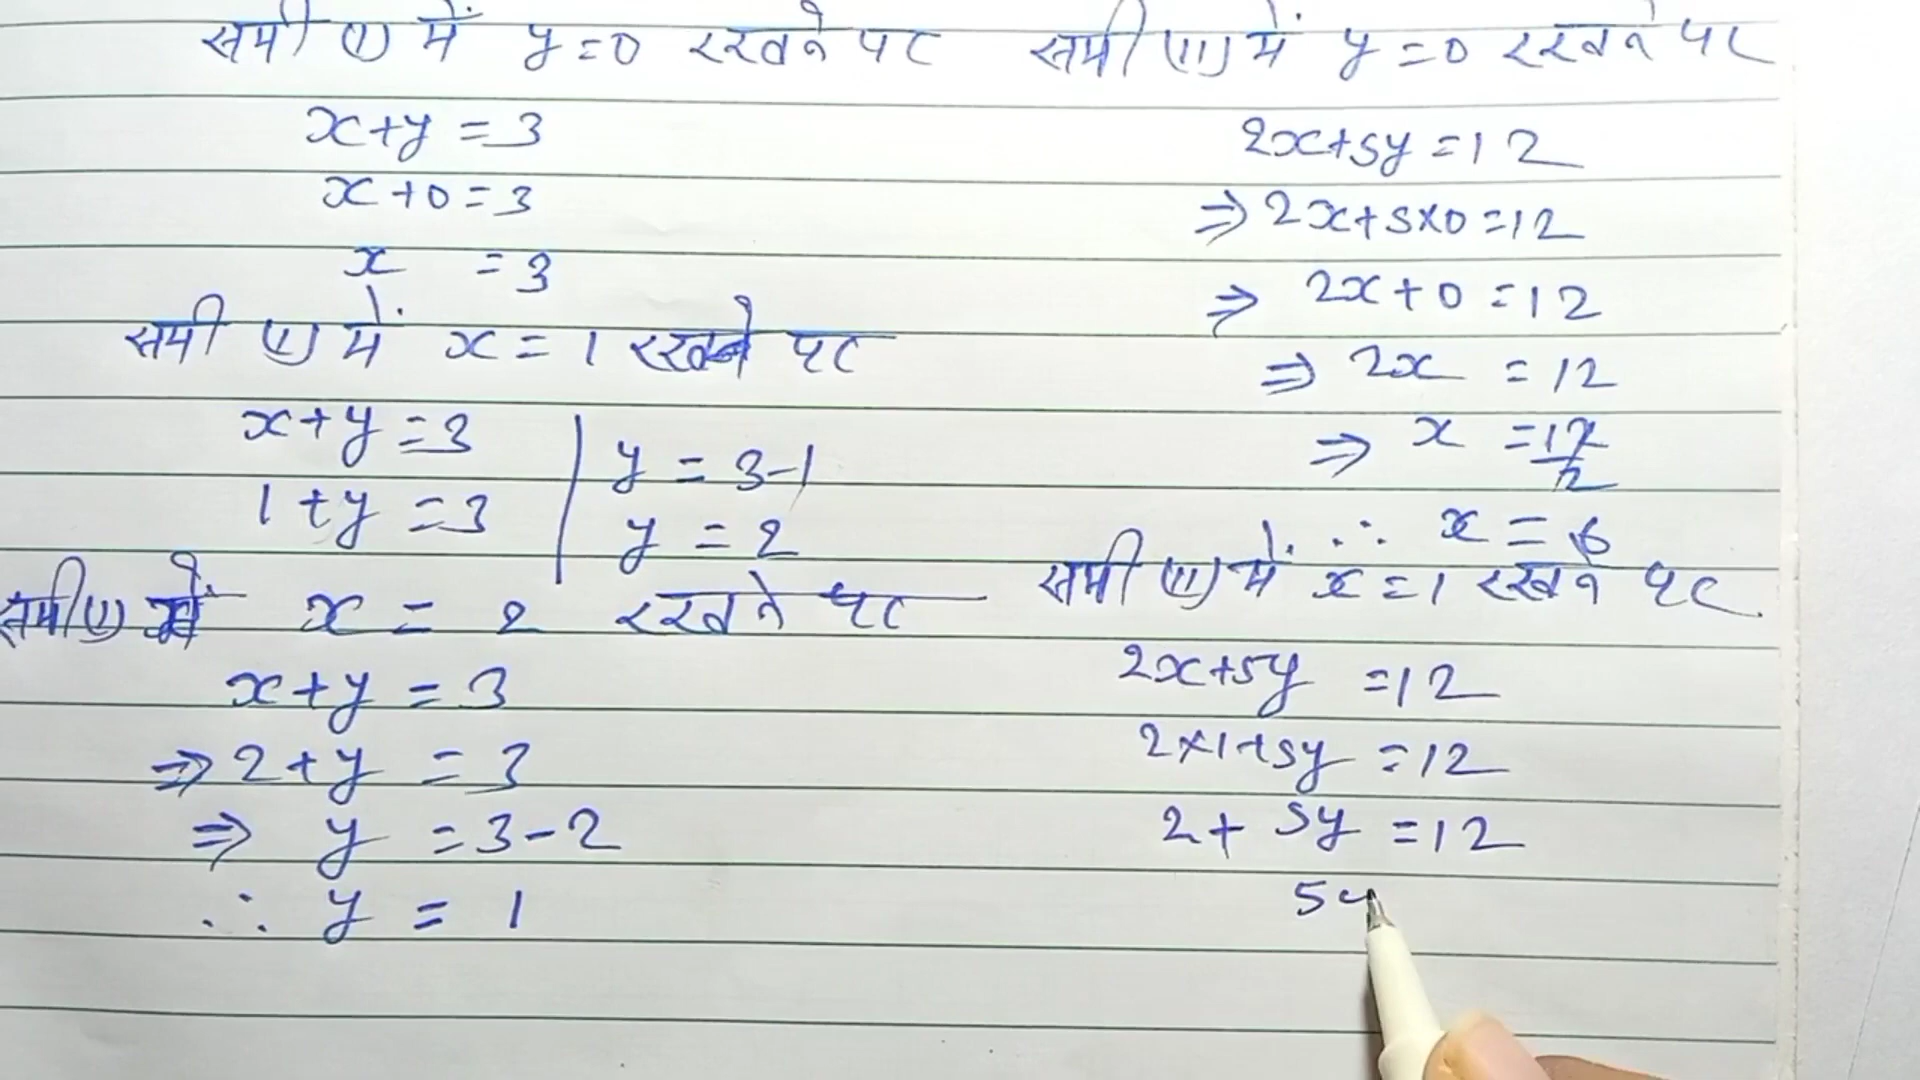 समी (i) में y=0 रखने पर
x+y=3
x+0=3
x =3
समी (i) में x=1 रखने पर
x+y=3
1+y=3
y=3-1
y=2
समी (i) में x=2 रखने पर
x+y=3
⇒2+y=3
⇒ y=3-2
∴ y=1
समी (ii) में y=0 रखने पर
2x+5y=12
⇒2x+5×0=12
⇒ 2x+0=12
⇒ 2x =12
⇒ x =12/2
∴ x=6
समी (ii) में x=1 रखने पर
2x+5y=12
2×1+5y=12
2+5y=12
5y